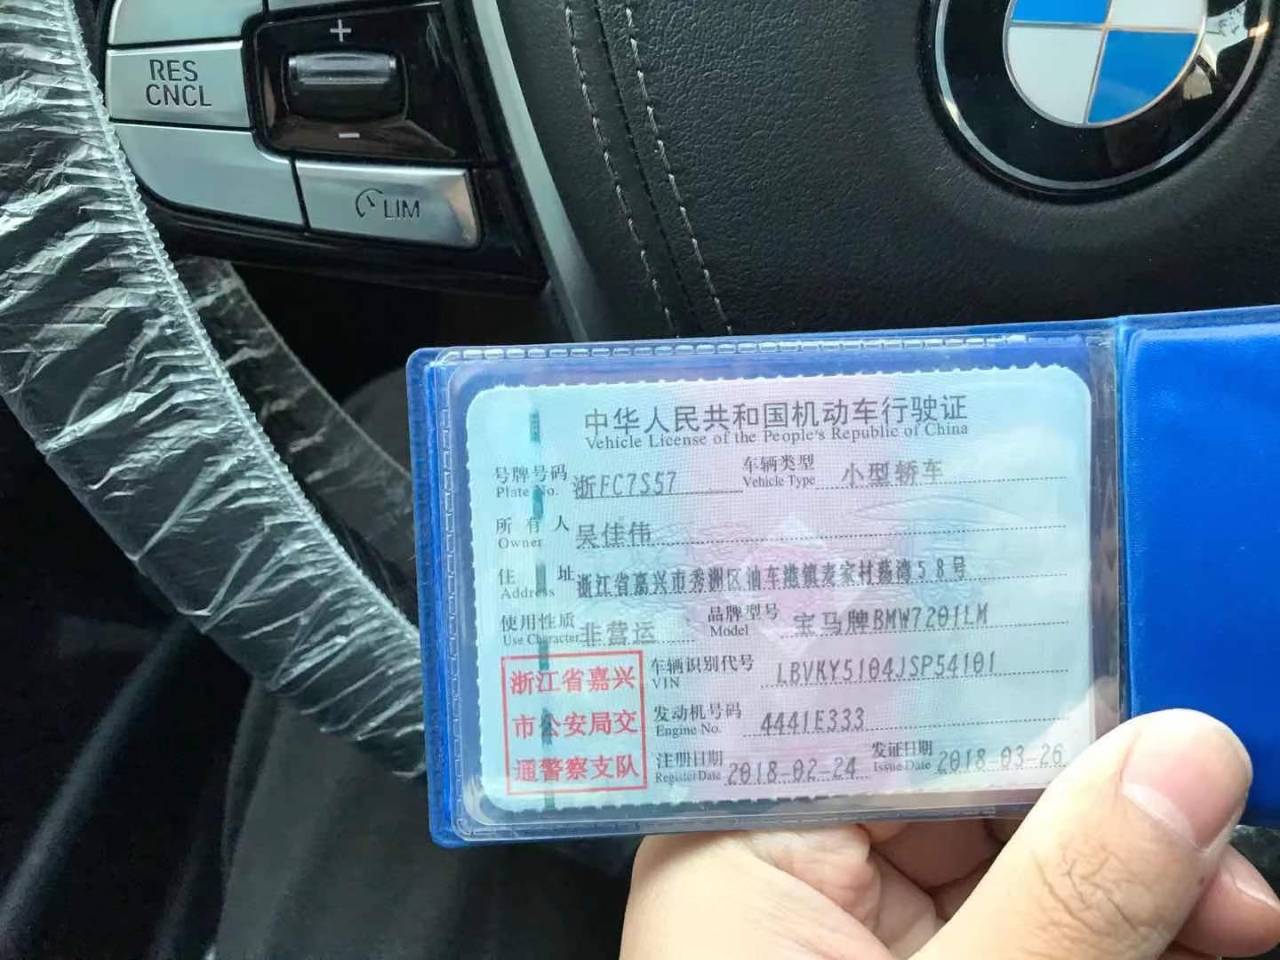 +
RES
CNCL
−
LIM
中华人民共和国机动车行驶证
Vehicle License of the People's Republic of China
号牌号码 浙FC7S57 车辆类型 小型轿车
Plate No. Vehicle Type
所有人 吴佳伟
Owner
住址 浙江省嘉兴市秀洲区油车港镇麦家村荡湾58号
Address
使用性质 非营运 品牌型号 宝马牌BMW7201LM
Use Character Model
浙江省嘉兴
市公安局交
通警察支队
车辆识别代号 LBVKY5104JSP54101
VIN
发动机号码 4441E333
Engine No.
注册日期 2018-02-24 发证日期 2018-03-26
Register Date Issue Date